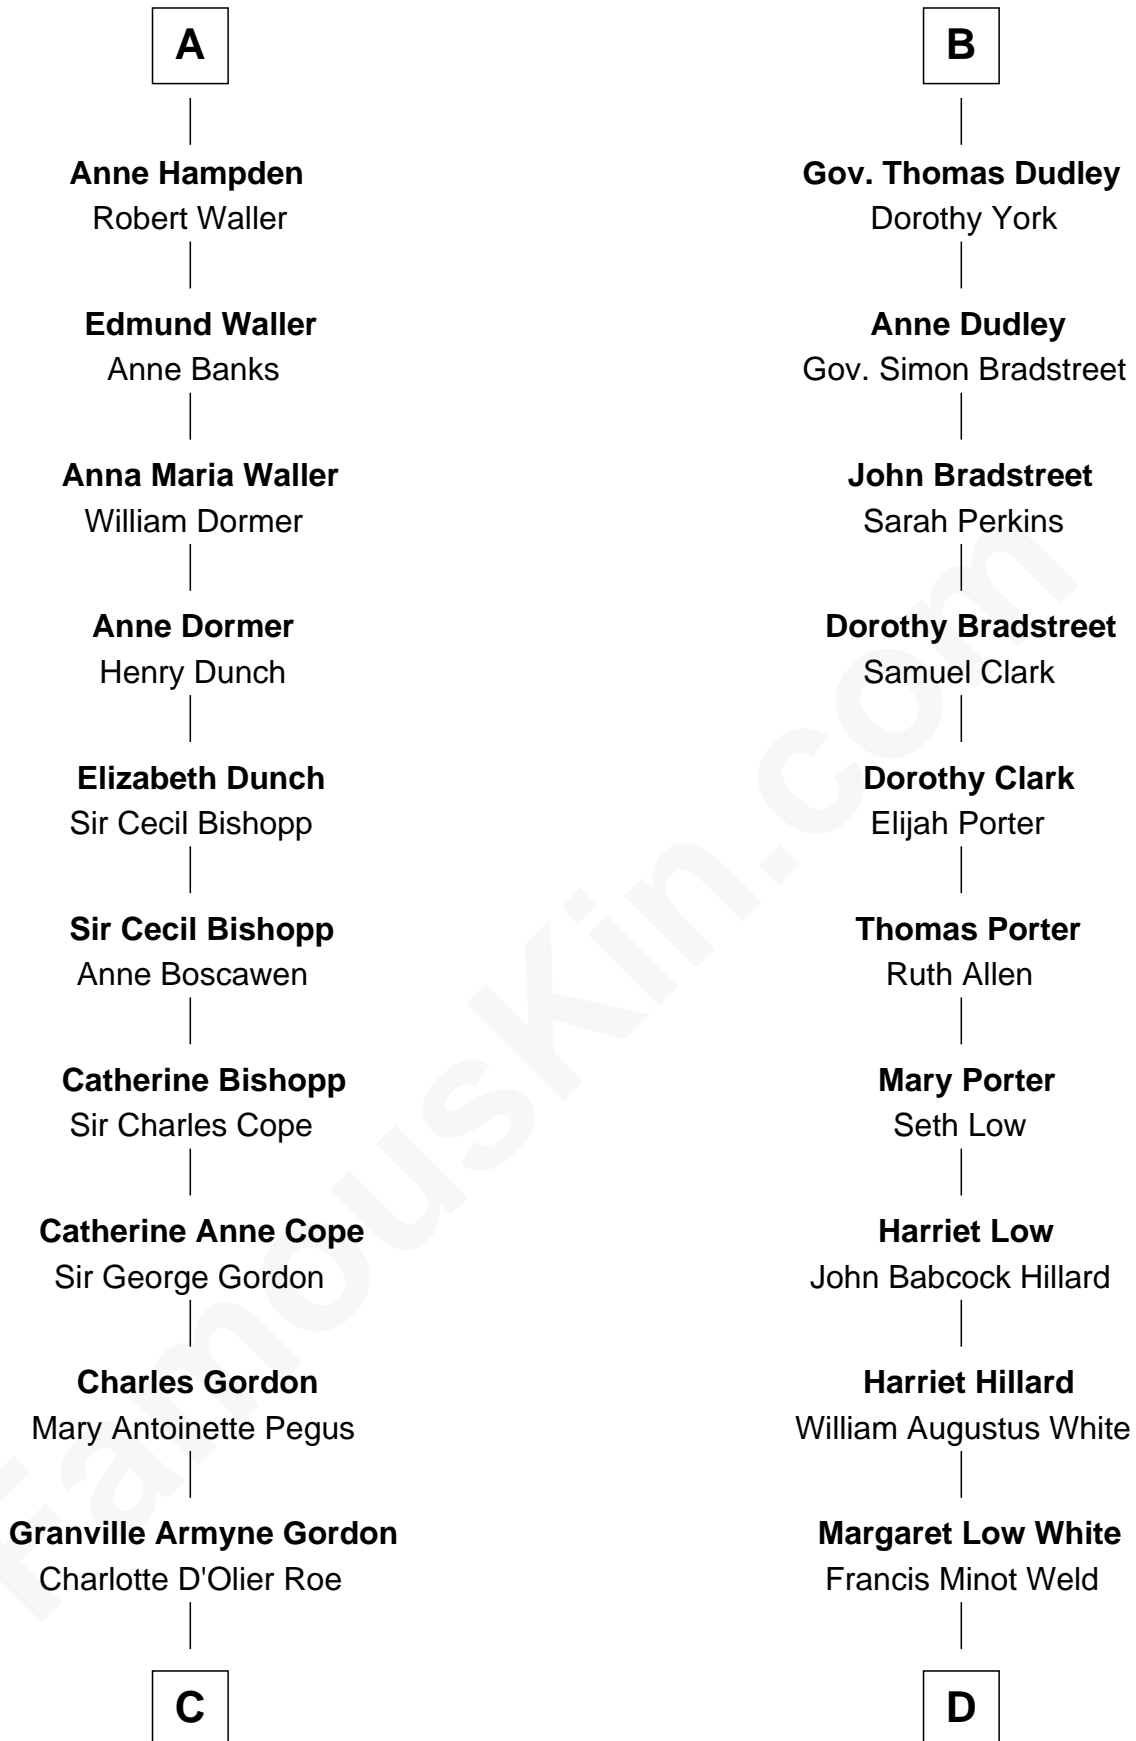 A
Anne Hampden
Robert Waller
Edmund Waller
Anne Banks
Anna Maria Waller
William Dormer
Anne Dormer
Henry Dunch
Elizabeth Dunch
Sir Cecil Bishopp
Sir Cecil Bishopp
Anne Boscawen
Catherine Bishopp
Sir Charles Cope
Catherine Anne Cope
Sir George Gordon
Charles Gordon
Mary Antoinette Pegus
Granville Armyne Gordon
Charlotte D'Olier Roe
C
B
Gov. Thomas Dudley
Dorothy York
Anne Dudley
Gov. Simon Bradstreet
John Bradstreet
Sarah Perkins
Dorothy Bradstreet
Samuel Clark
Dorothy Clark
Elijah Porter
Thomas Porter
Ruth Allen
Mary Porter
Seth Low
Harriet Low
John Babcock Hillard
Harriet Hillard
William Augustus White
Margaret Low White
Francis Minot Weld
D
FamousKin.com